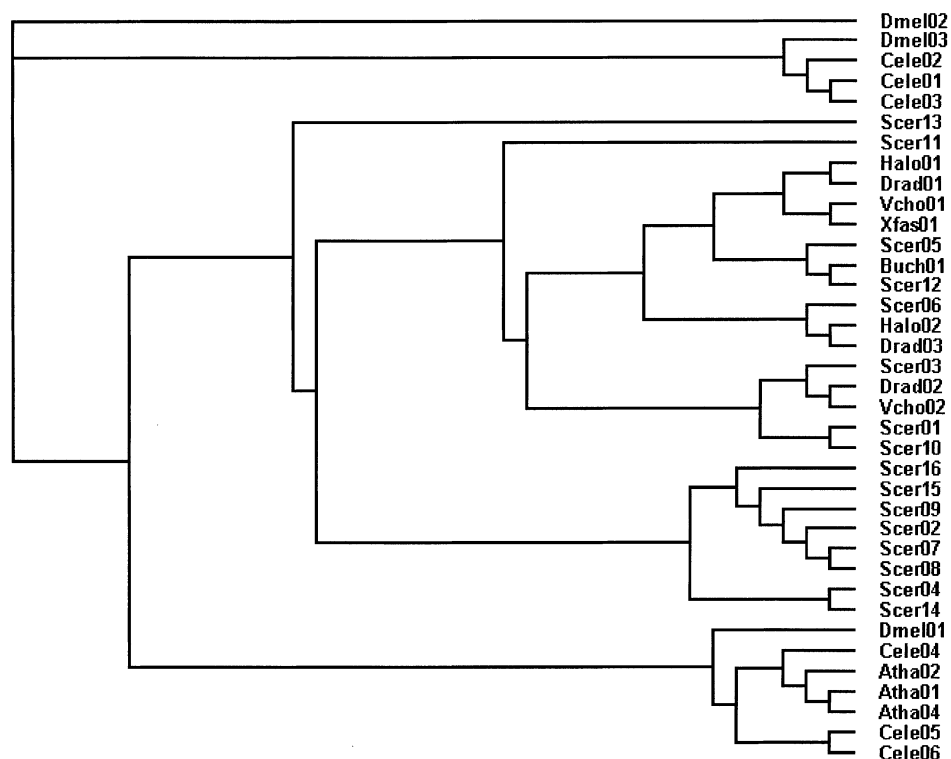 Dmel02
Dmel03
Cele02
Cele01
Cele03
Scer13
Scer11
Halo01
Drad01
Vcho01
Xfas01
Scer05
Buch01
Scer12
Scer06
Halo02
Drad03
Scer03
Drad02
Vcho02
Scer01
Scer10
Scer16
Scer15
Scer09
Scer02
Scer07
Scer08
Scer04
Scer14
Dmel01
Cele04
Atha02
Atha01
Atha04
Cele05
Cele06